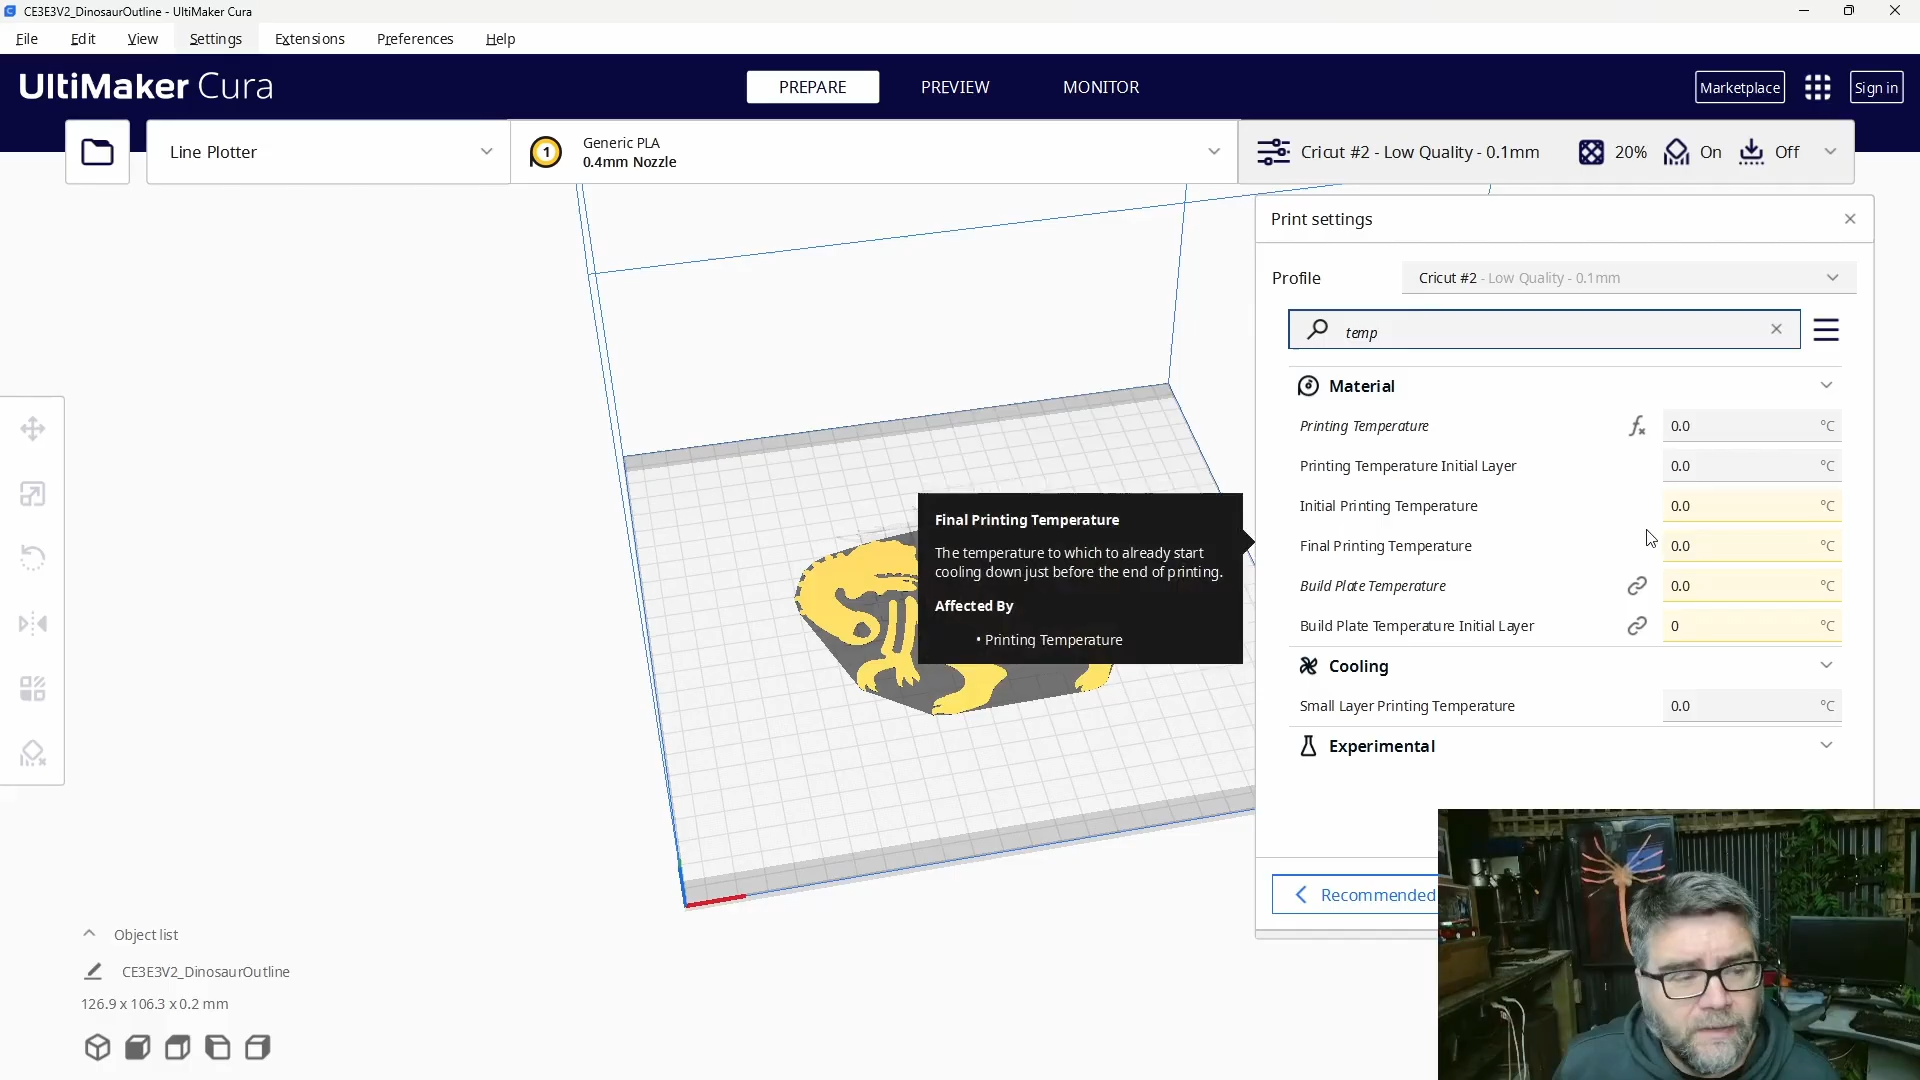 CE3E3V2_DinosaurOutline - UltiMaker Cura
File Edit View Settings Extensions Preferences Help
UltiMaker Cura
PREPARE PREVIEW MONITOR
Marketplace
Sign in
Line Plotter
1
Generic PLA
0.4mm Nozzle
Cricut #2 - Low Quality - 0.1mm
20%
On
Off
Print settings
Profile
Cricut #2 - Low Quality - 0.1mm
temp
Material
Printing Temperature 0.0 °C
Printing Temperature Initial Layer 0.0 °C
Initial Printing Temperature 0.0 °C
Final Printing Temperature 0.0 °C
Build Plate Temperature 0.0 °C
Build Plate Temperature Initial Layer 0 °C
Cooling
Small Layer Printing Temperature 0.0 °C
Experimental
Recommended
Final Printing Temperature
The temperature to which to already start
cooling down just before the end of printing.
Affected By
• Printing Temperature
Object list
CE3E3V2_DinosaurOutline
126.9 x 106.3 x 0.2 mm